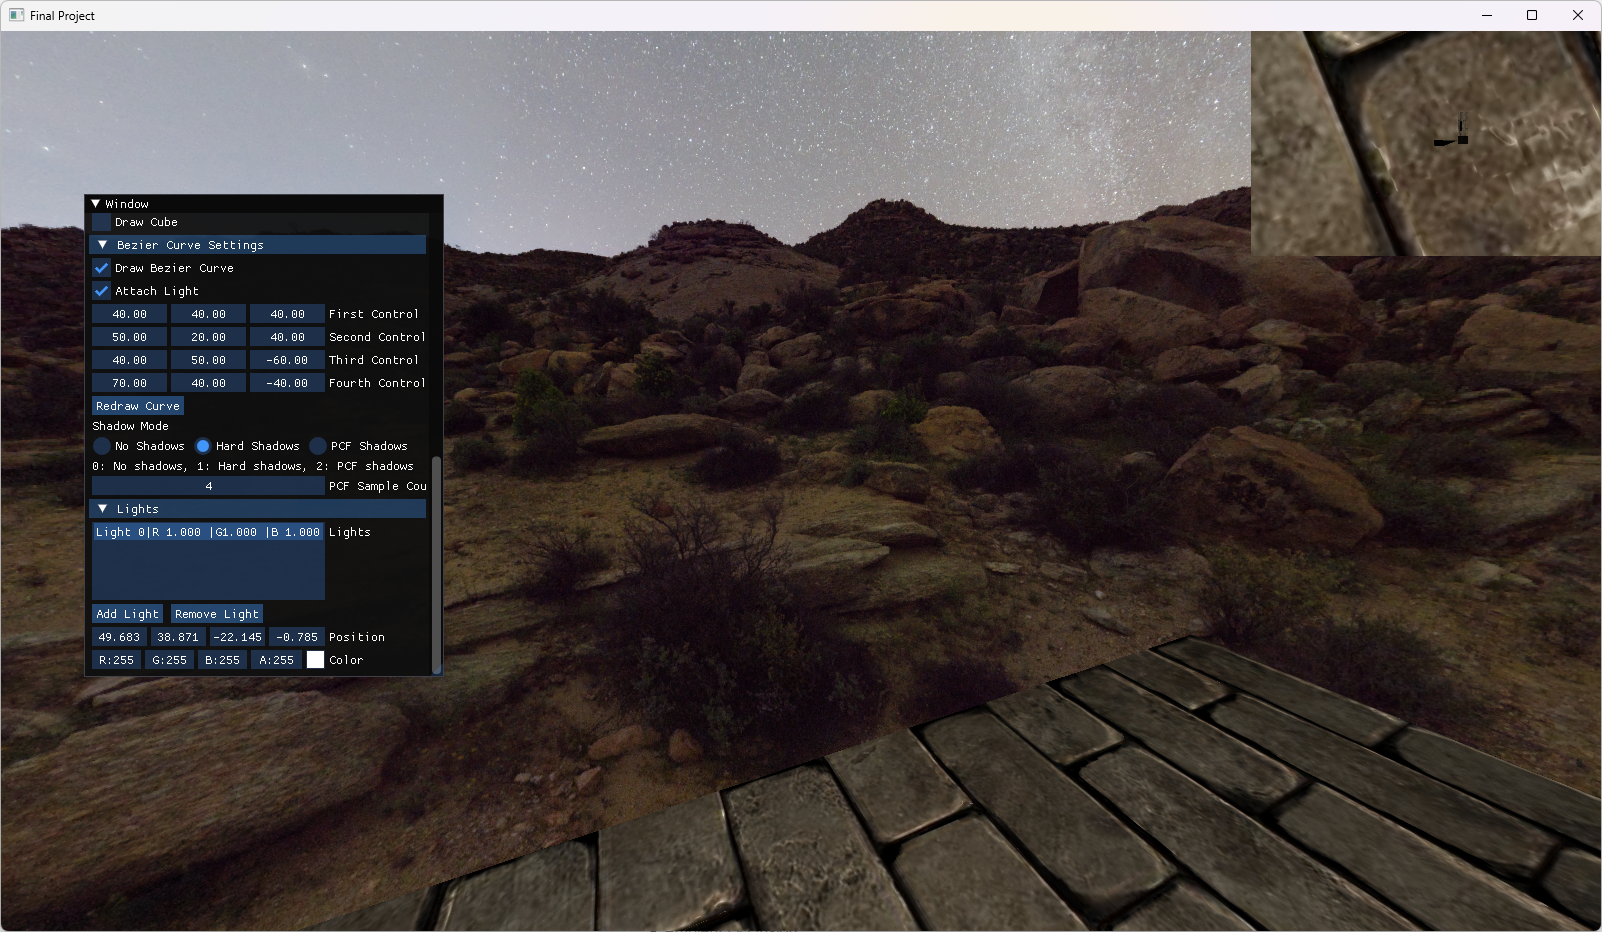 Final Project
Window
Draw Cube
Bezier Curve Settings
Draw Bezier Curve
Attach Light
40.00 40.00 40.00 First Control
50.00 20.00 40.00 Second Control
40.00 50.00 -60.00 Third Control
70.00 40.00 -40.00 Fourth Control
Redraw Curve
Shadow Mode
No Shadows Hard Shadows PCF Shadows
0: No shadows, 1: Hard shadows, 2: PCF shadows
4 PCF Sample Cou
Lights
Light 0|R 1.000 |G1.000 |B 1.000 Lights
Add Light Remove Light
49.683 38.871 -22.145 -0.785 Position
R:255 G:255 B:255 A:255 Color